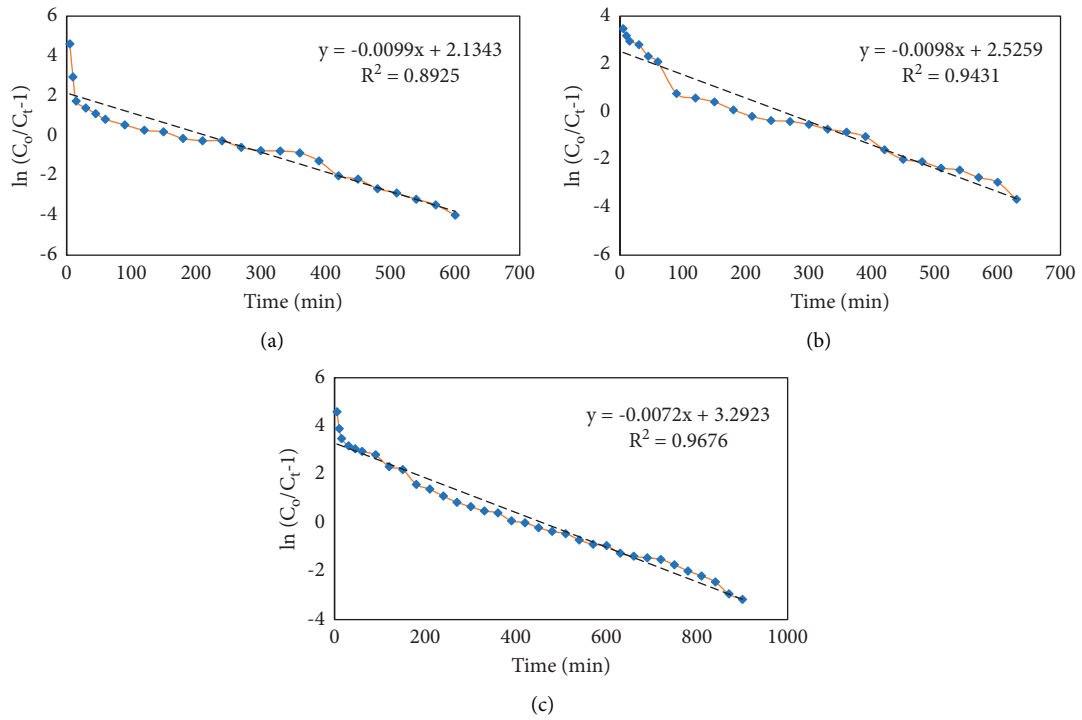 6
4
2
0
-2
-4
-6
ln (Cₒ/Cₜ-1)
y = -0.0099x + 2.1343
R² = 0.8925
0 100 200 300 400 500 600 700
Time (min)
(a)
4
2
0
-2
-4
-6
ln (Cₒ/Cₜ-1)
y = -0.0098x + 2.5259
R² = 0.9431
0 100 200 300 400 500 600 700
Time (min)
(b)
6
4
2
0
-2
-4
ln (Cₒ/Cₜ-1)
y = -0.0072x + 3.2923
R² = 0.9676
0 200 400 600 800 1000
Time (min)
(c)